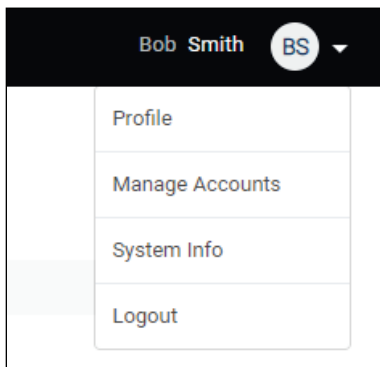 Bob Smith BS
Profile
Manage Accounts
System Info
Logout